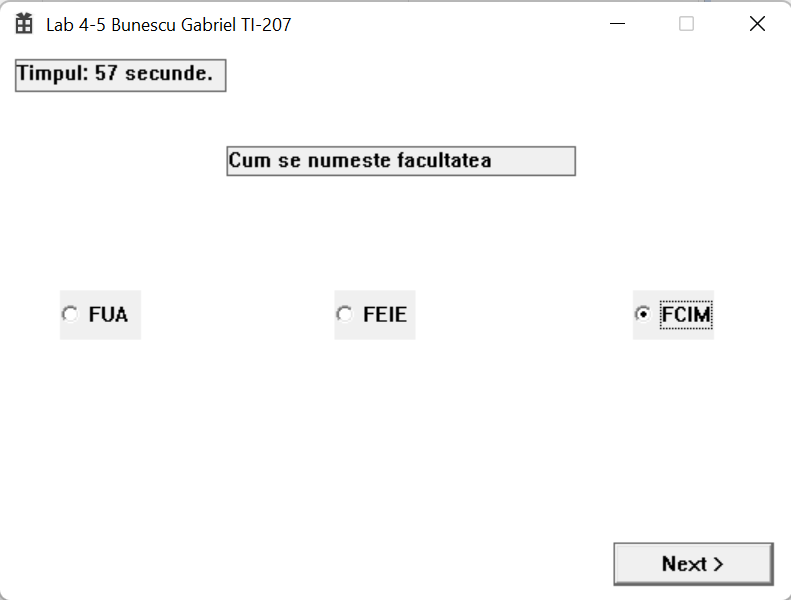 Lab 4-5 Bunescu Gabriel TI-207
Timpul: 57 secunde.
Cum se numeste facultatea
FUA FEIE FCIM
Next >